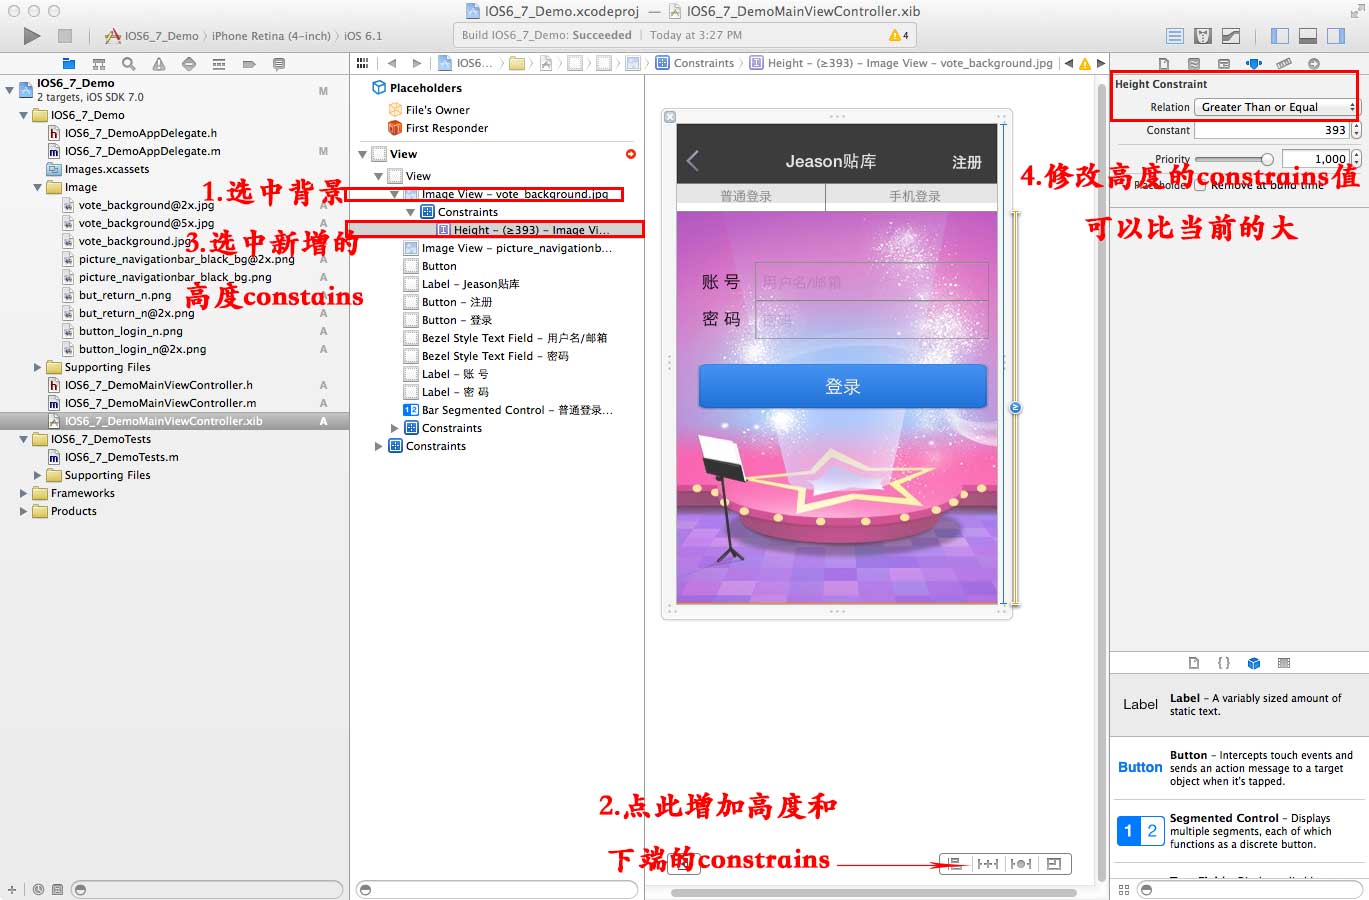 IOS6_7_Demo.xcodeproj — IOS6_7_DemoMainViewController.xib
IOS6_7_Demo 〉 iPhone Retina (4-inch) 〉 iOS 6.1
Build IOS6_7_Demo: Succeeded | Today at 3:27 PM
4
IOS6_7_Demo
2 targets, iOS SDK 7.0
M
IOS6_7_Demo
IOS6_7_DemoAppDelegate.h
IOS6_7_DemoAppDelegate.m
M
Images.xcassets
Image
vote_background@2x.jpg
vote_background@5x.jpg
A
vote_background.jpg
picture_navigationbar_black_bg@2x.png
picture_navigationbar_black_bg.png
A
but_return_n.png
but_return_n@2x.png
A
button_login_n.png
A
button_login_n@2x.png
A
Supporting Files
IOS6_7_DemoMainViewController.h
A
IOS6_7_DemoMainViewController.m
A
IOS6_7_DemoMainViewController.xib
A
IOS6_7_DemoTests
IOS6_7_DemoTests.m
Supporting Files
Frameworks
Products
1.选中背景
3.选中新增的
高度constains
IOS6... 〉 Constraints 〉 Height – (≥393) – Image View – vote_background.jpg
Placeholders
File's Owner
First Responder
View
View
Image View – vote_background.jpg
Constraints
Height – (≥393) – Image Vi...
Image View – picture_navigationb...
Button
Label – Jeason贴库
Button – 注册
Button – 登录
Bezel Style Text Field – 用户名/邮箱
Bezel Style Text Field – 密码
Label – 账 号
Label – 密 码
12 Bar Segmented Control – 普通登录...
Constraints
Constraints
Jeason贴库
注册
普通登录
手机登录
账 号
用户名/邮箱
密 码
密码
登录
2.点此增加高度和
下端的constrains
Height Constraint
Relation Greater Than or Equal
Constant 393
Priority 1,000
Placeholder Remove at build time
4.修改高度的constrains值
可以比当前的大
Label
Label – A variably sized amount of
static text.
Button
Button – Intercepts touch events and
sends an action message to a target
object when it's tapped.
1 2
Segmented Control – Displays
multiple segments, each of which
functions as a discrete button.